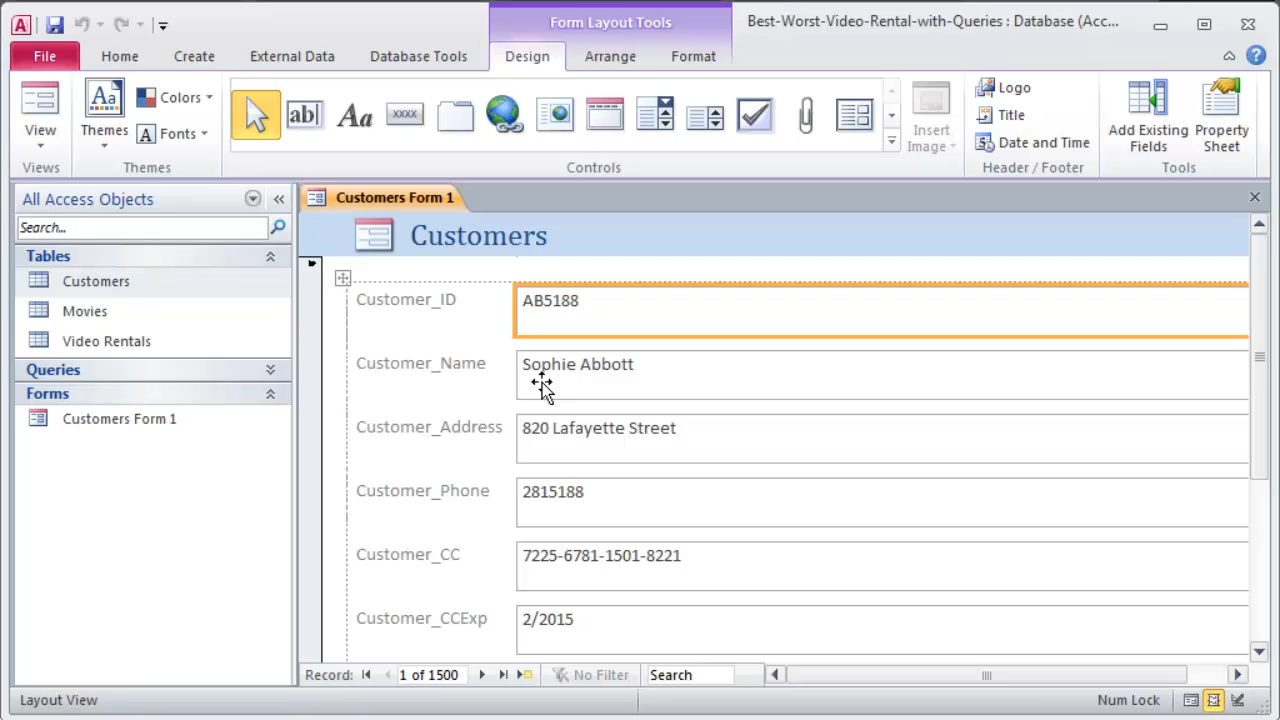 Form Layout Tools
Best-Worst-Video-Rental-with-Queries : Database (Acc...
File Home Create External Data Database Tools Design Arrange Format
View
Views
Aa
Themes
Colors
A Fonts
Themes
ab
Aa
XXXX
Controls
Insert
Image
Logo
Title
Date and Time
Header / Footer
Add Existing
Fields
Property
Sheet
Tools
All Access Objects
Search...
Tables
Customers
Movies
Video Rentals
Queries
Forms
Customers Form 1
Customers Form 1
Customers
Customer_ID AB5188
Customer_Name Sophie Abbott
Customer_Address 820 Lafayette Street
Customer_Phone 2815188
Customer_CC 7225-6781-1501-8221
Customer_CCExp 2/2015
Record: 1 of 1500 No Filter Search
Layout View Num Lock